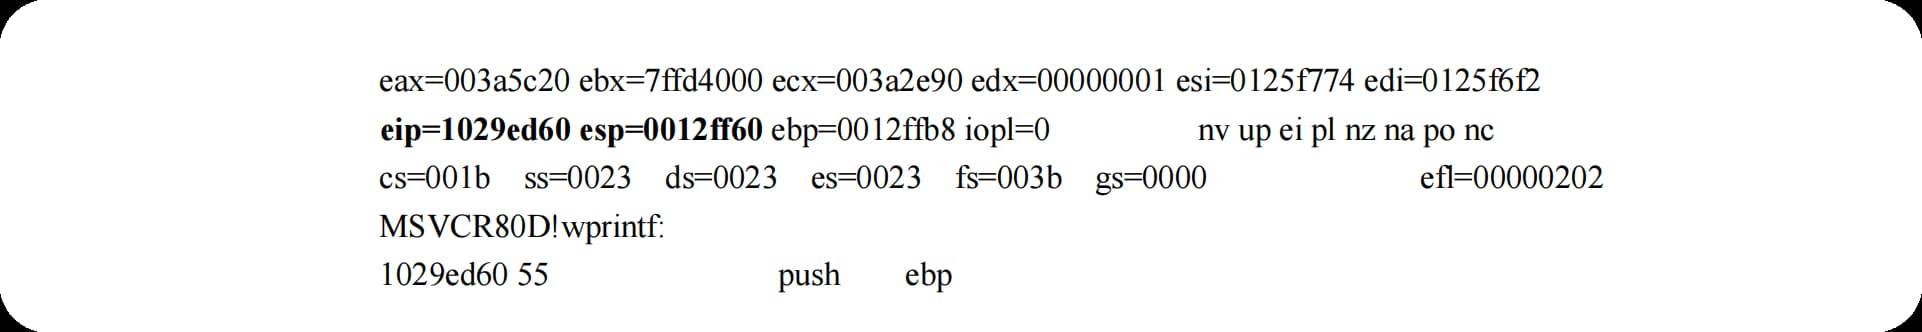 eax=003a5c20 ebx=7ffd4000 ecx=003a2e90 edx=00000001 esi=0125f774 edi=0125f6f2
eip=1029ed60 esp=0012ff60 ebp=0012ffb8 iopl=0 nv up ei pl nz na po nc
cs=001b ss=0023 ds=0023 es=0023 fs=003b gs=0000 efl=00000202
MSVCR80D!wprintf:
1029ed60 55 push ebp